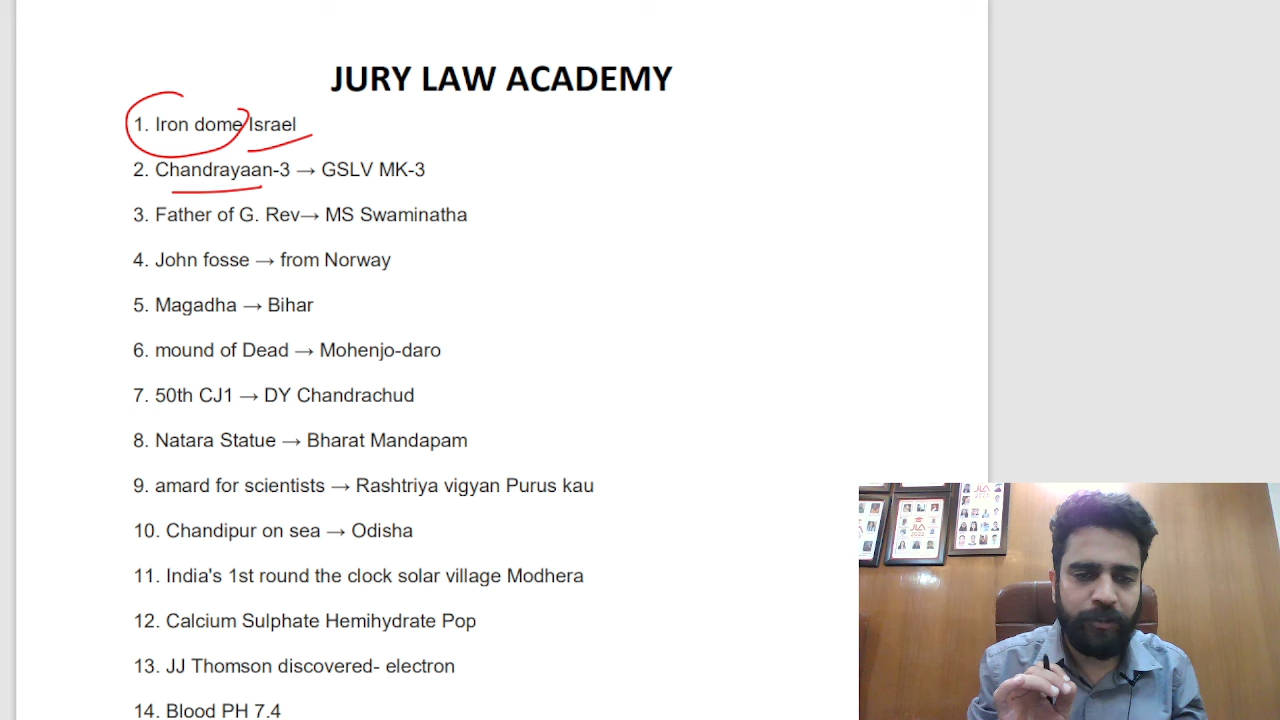 JURY LAW ACADEMY
1. Iron dome Israel
2. Chandrayaan-3 → GSLV MK-3
3. Father of G. Rev→ MS Swaminatha
4. John fosse → from Norway
5. Magadha → Bihar
6. mound of Dead → Mohenjo-daro
7. 50th CJ1 → DY Chandrachud
8. Natara Statue → Bharat Mandapam
9. amard for scientists → Rashtriya vigyan Purus kau
10. Chandipur on sea → Odisha
11. India's 1st round the clock solar village Modhera
12. Calcium Sulphate Hemihydrate Pop
13. JJ Thomson discovered- electron
14. Blood PH 7.4
JLA
2022